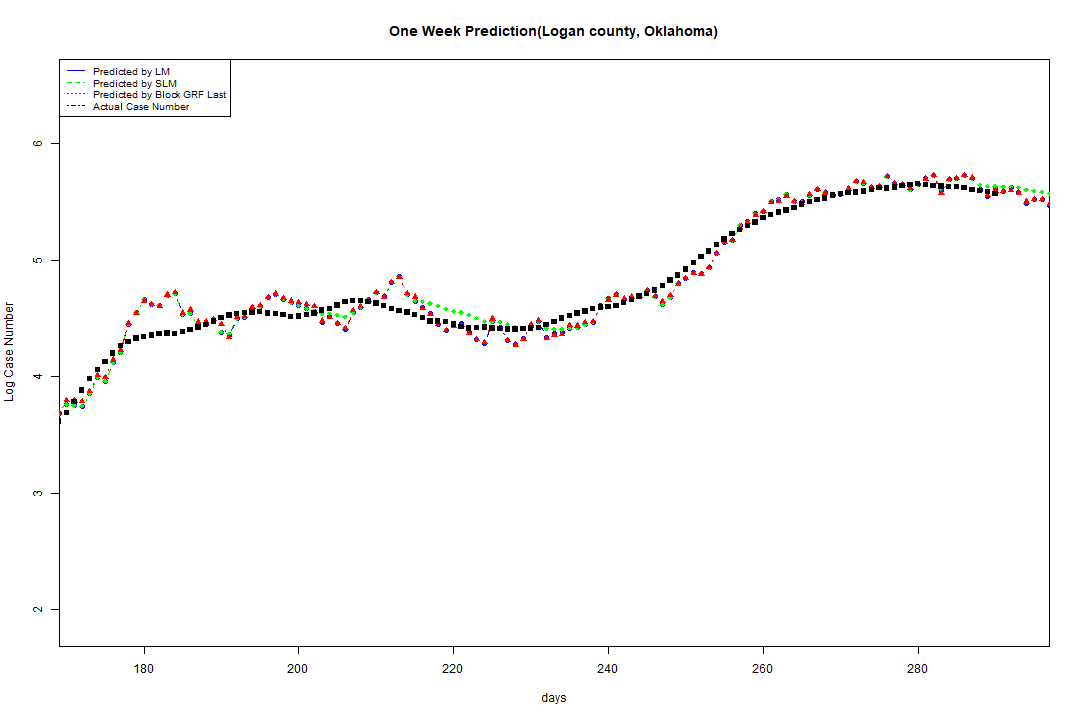 One Week Prediction(Logan county, Oklahoma)
Predicted by LM
Predicted by SLM
Predicted by Block GRF Last
Actual Case Number
6
5
4
3
2
Log Case Number
180 200 220 240 260 280
days